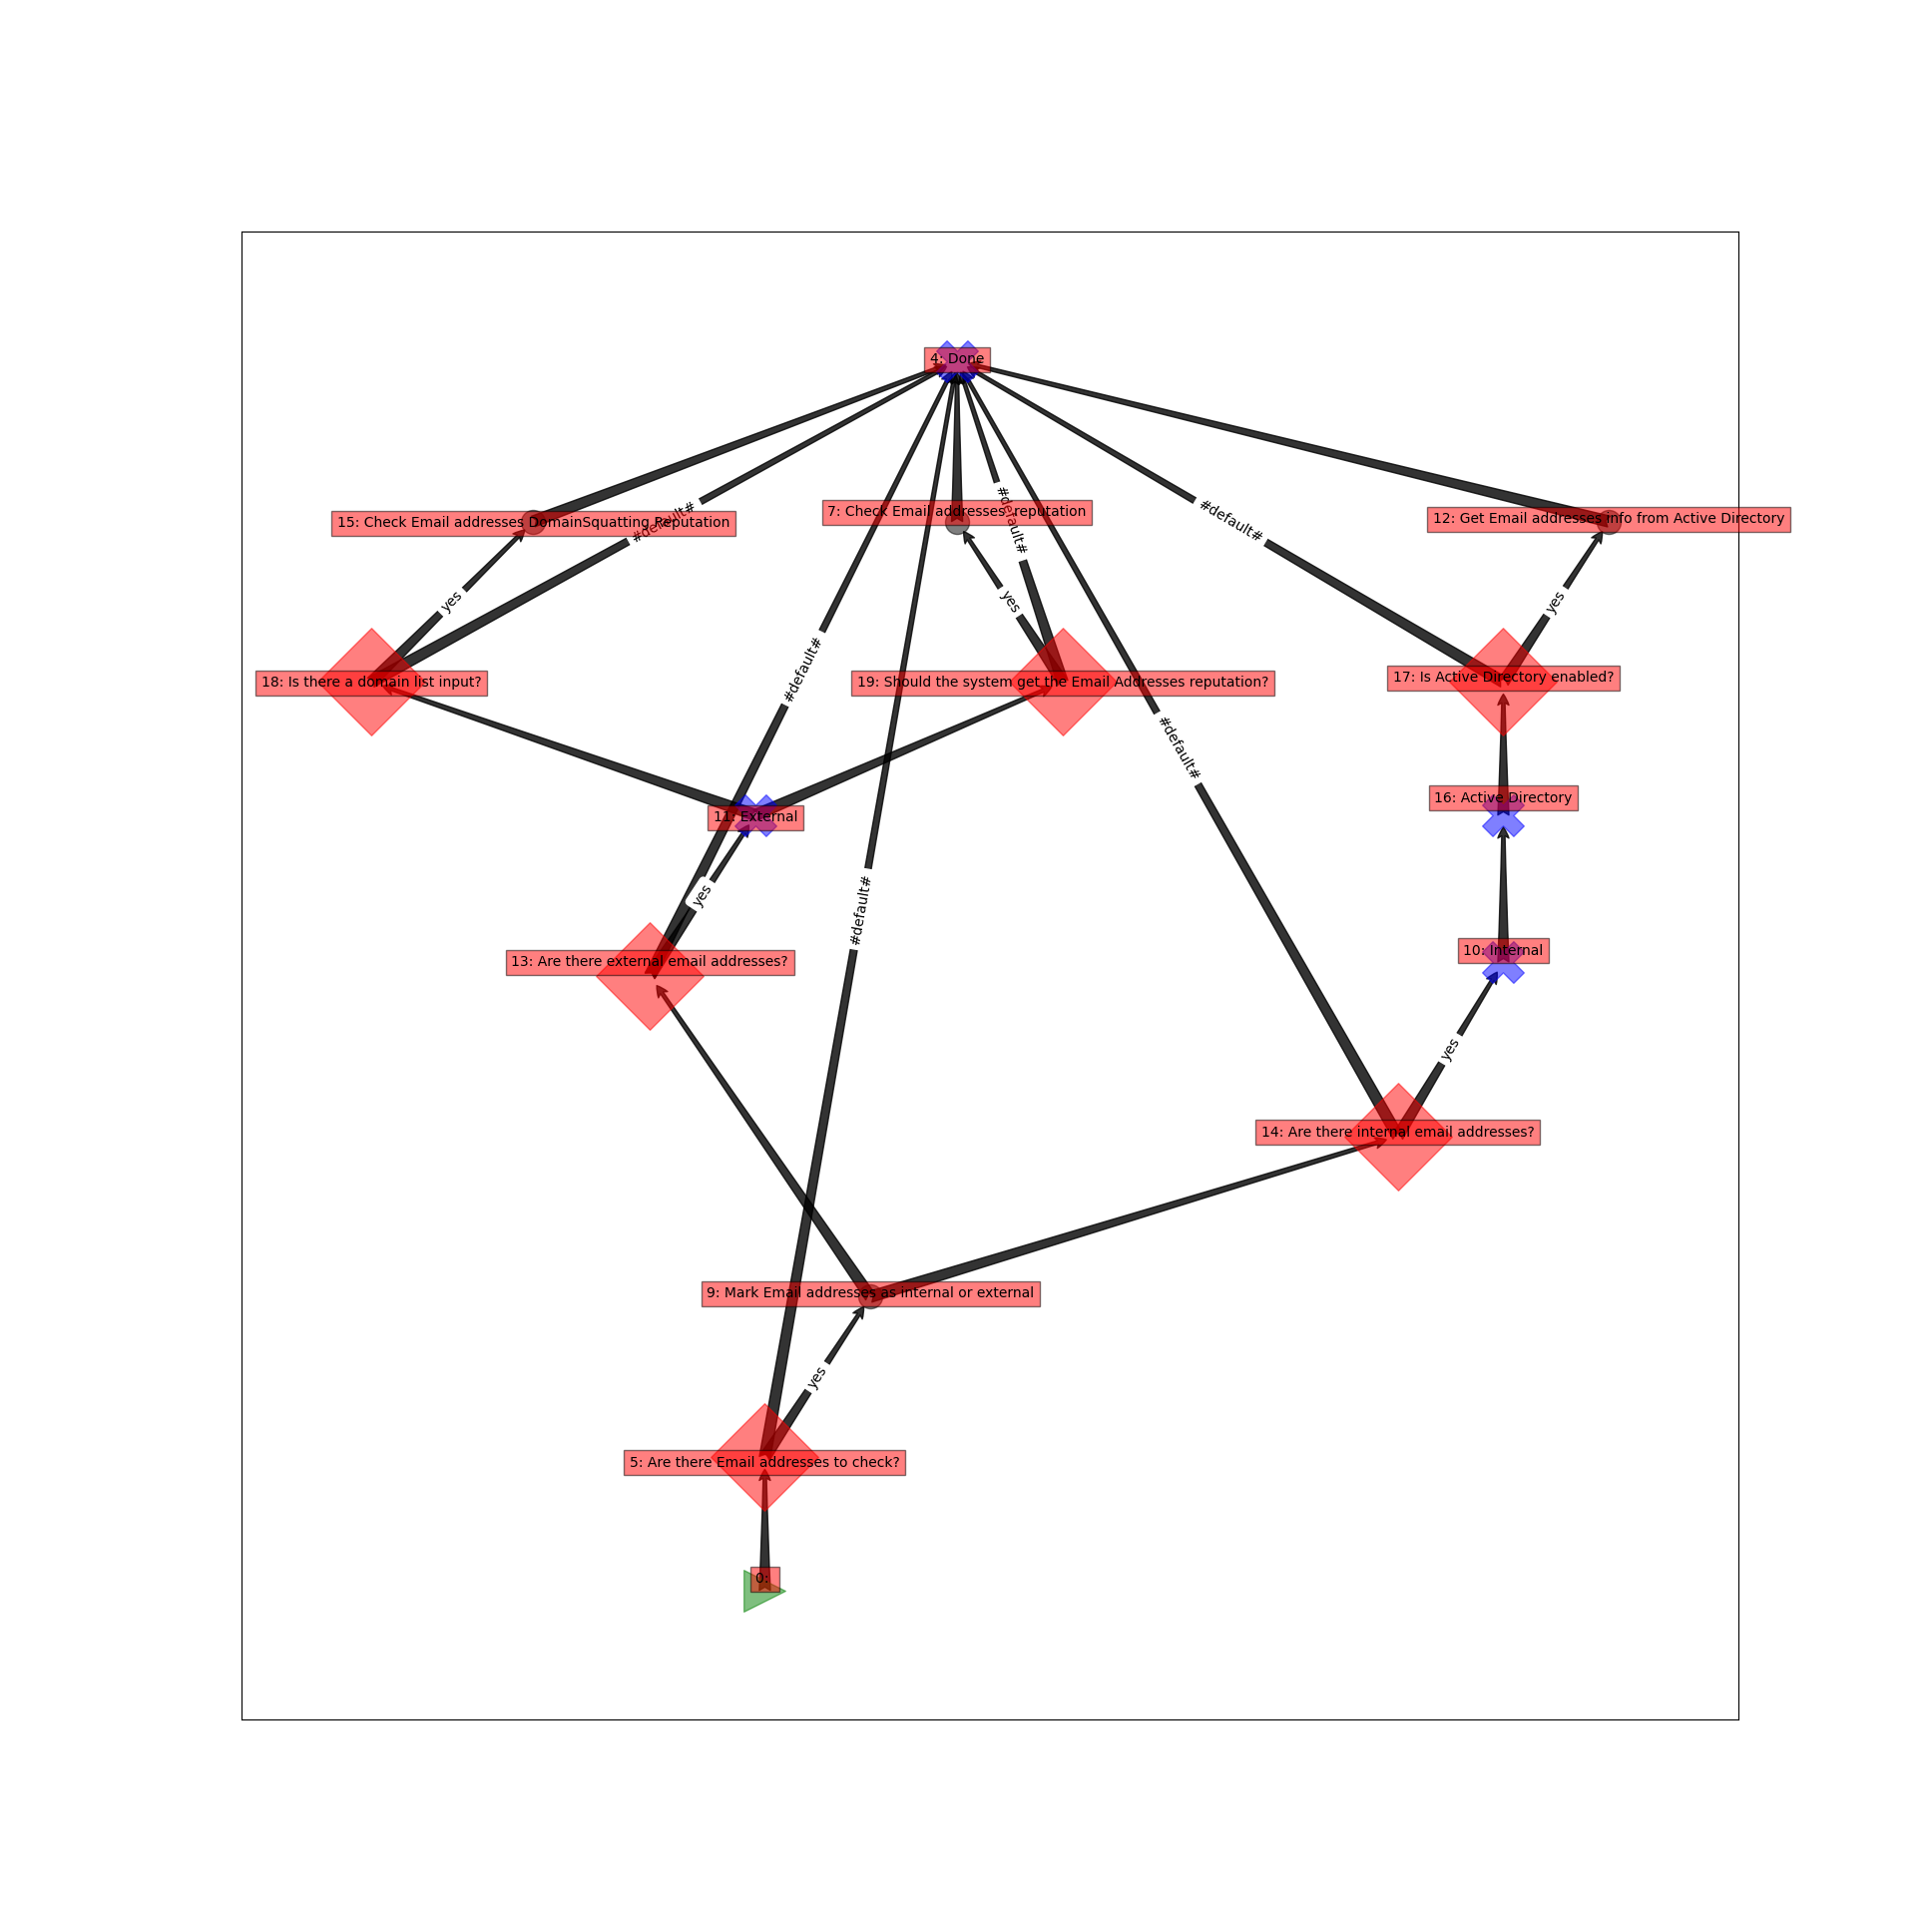 4: Done
7: Check Email addresses reputation
12: Get Email addresses info from Active Directory
15: Check Email addresses DomainSquatting Reputation
#default#
#default#
#default#
yes
yes
yes
#default#
17: Is Active Directory enabled?
18: Is there a domain list input?
19: Should the system get the Email Addresses reputation?
#default#
16: Active Directory
11: External
yes
#default#
10: Internal
13: Are there external email addresses?
yes
14: Are there internal email addresses?
9: Mark Email addresses as internal or external
yes
5: Are there Email addresses to check?
0: